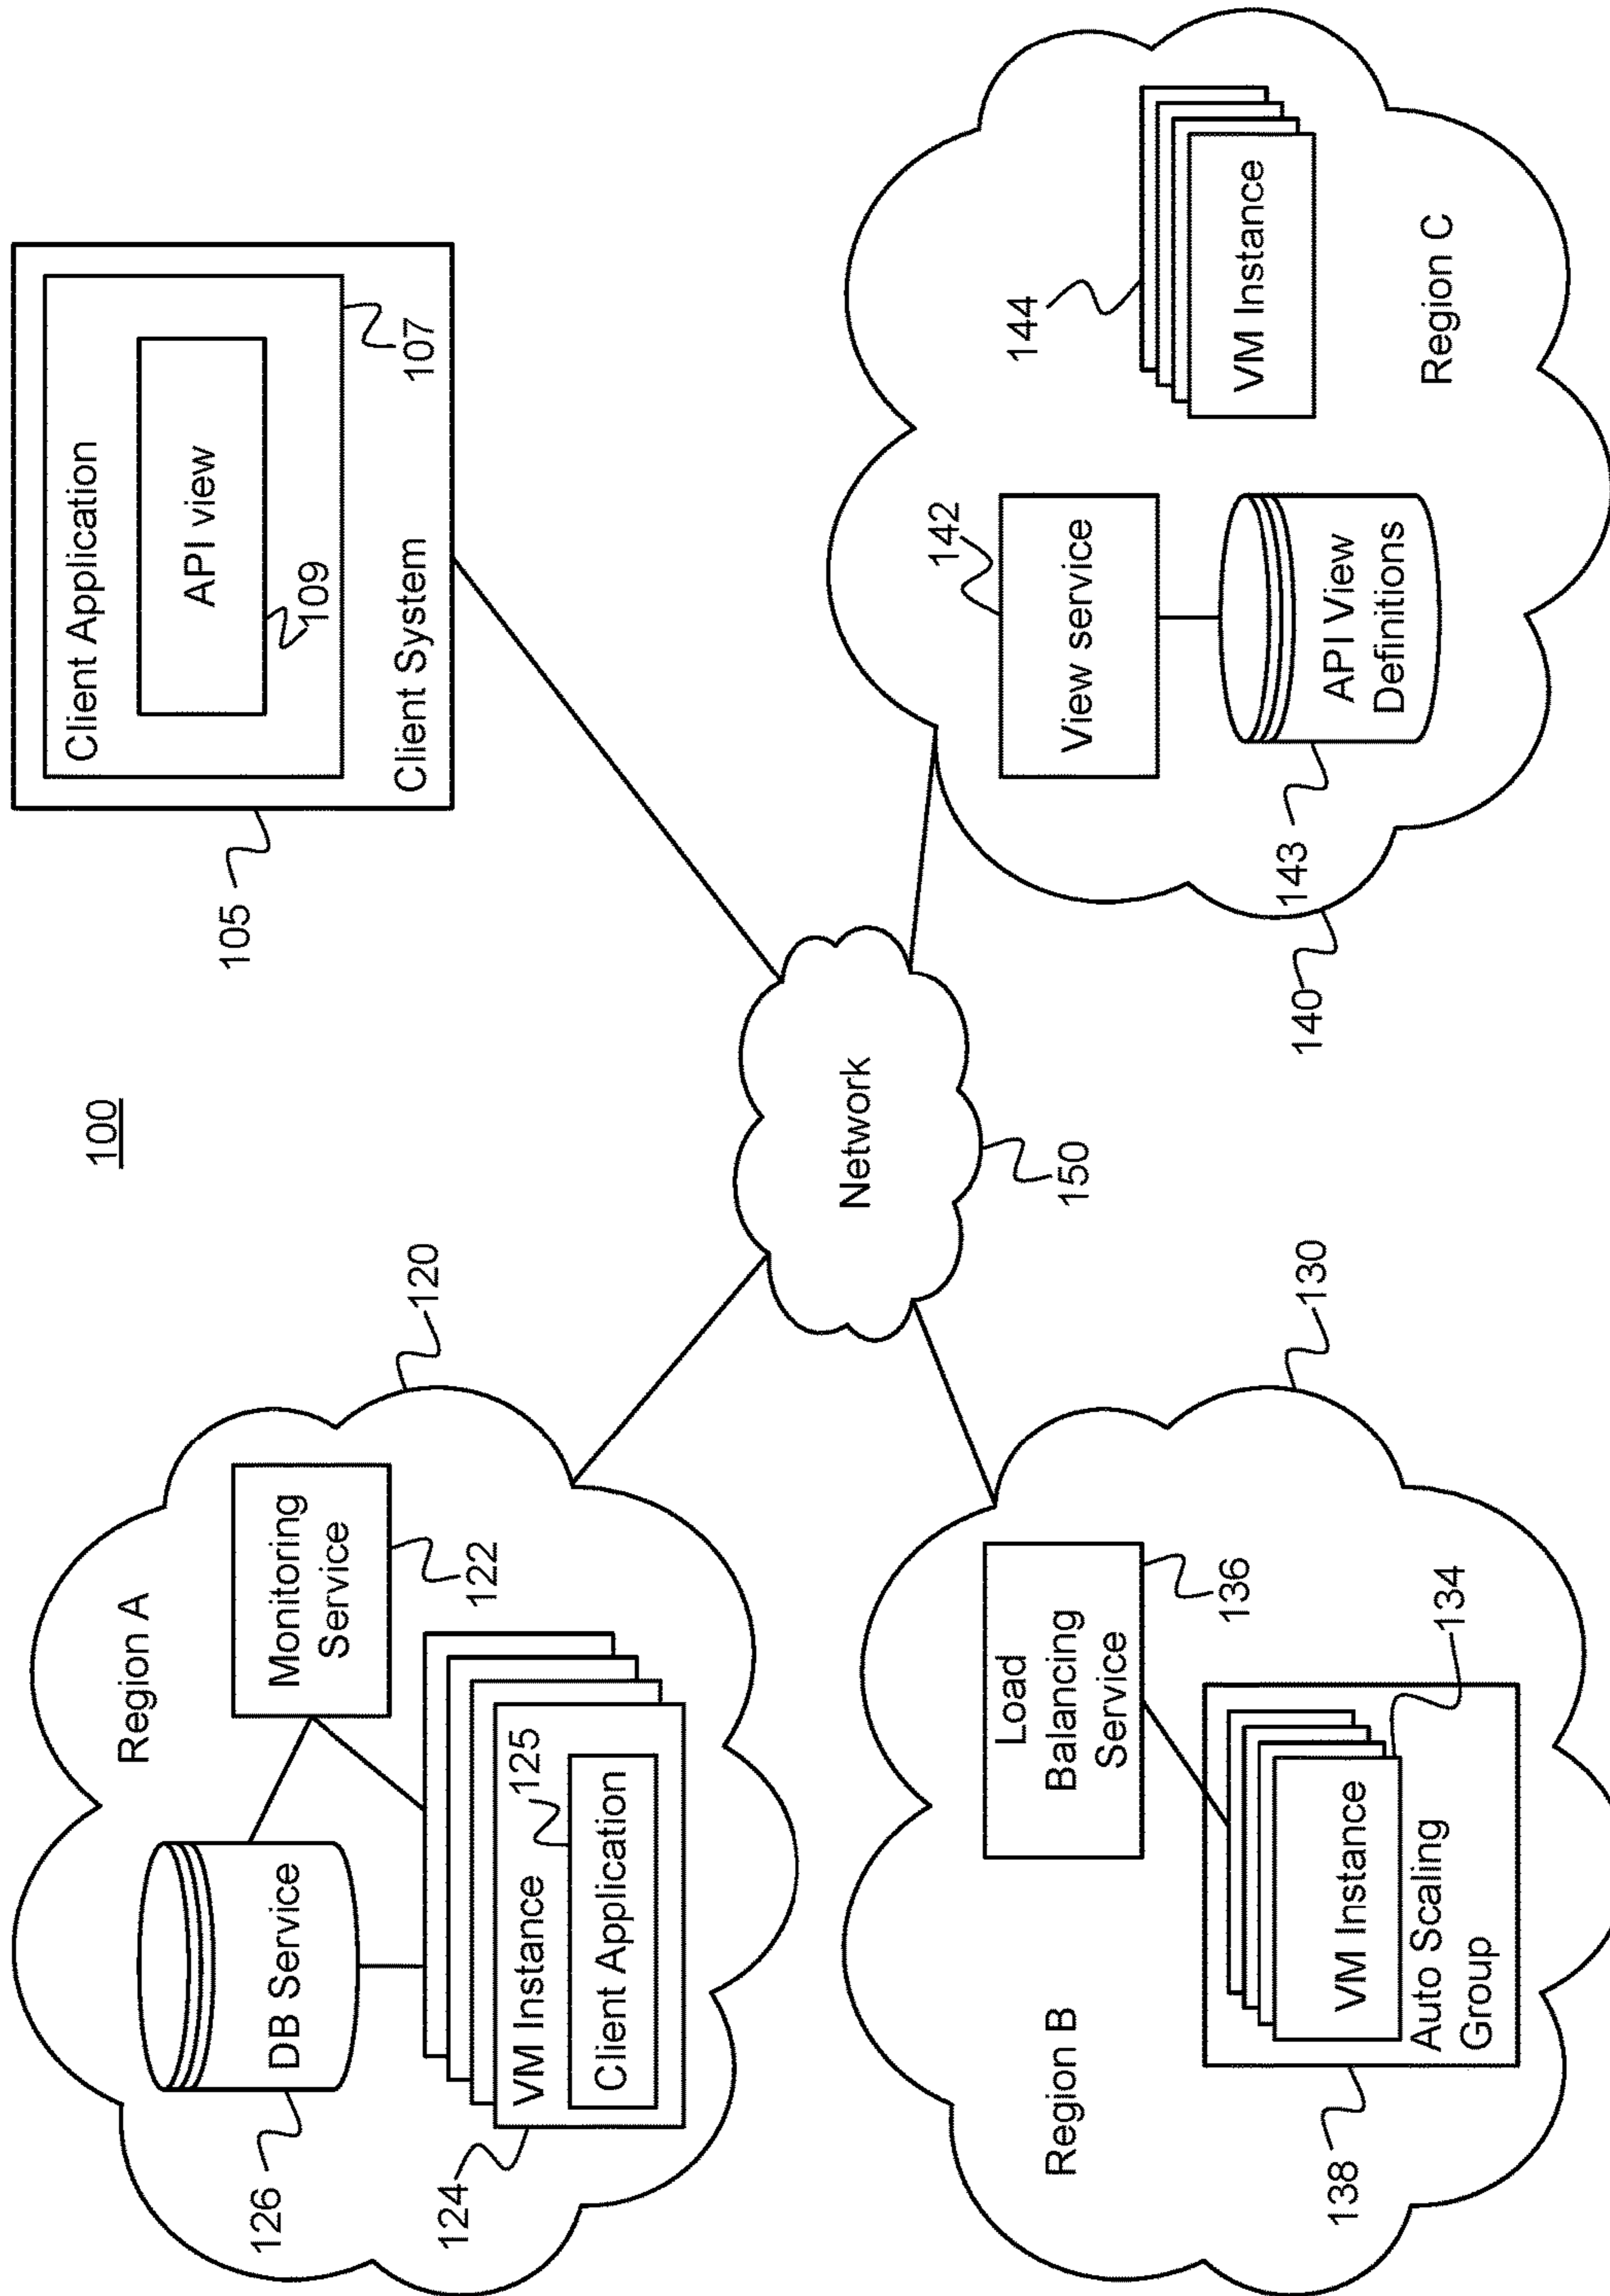 100
Region A
DB Service
126
Monitoring
Service
122
VM Instance
125
Client Application
124
120
Client Application
API view
109
107
Client System
105
Network
150
Region B
Load
Balancing
Service
136
VM Instance
134
Auto Scaling
Group
138
130
View service
142
API View
Definitions
143
144
VM Instance
Region C
140